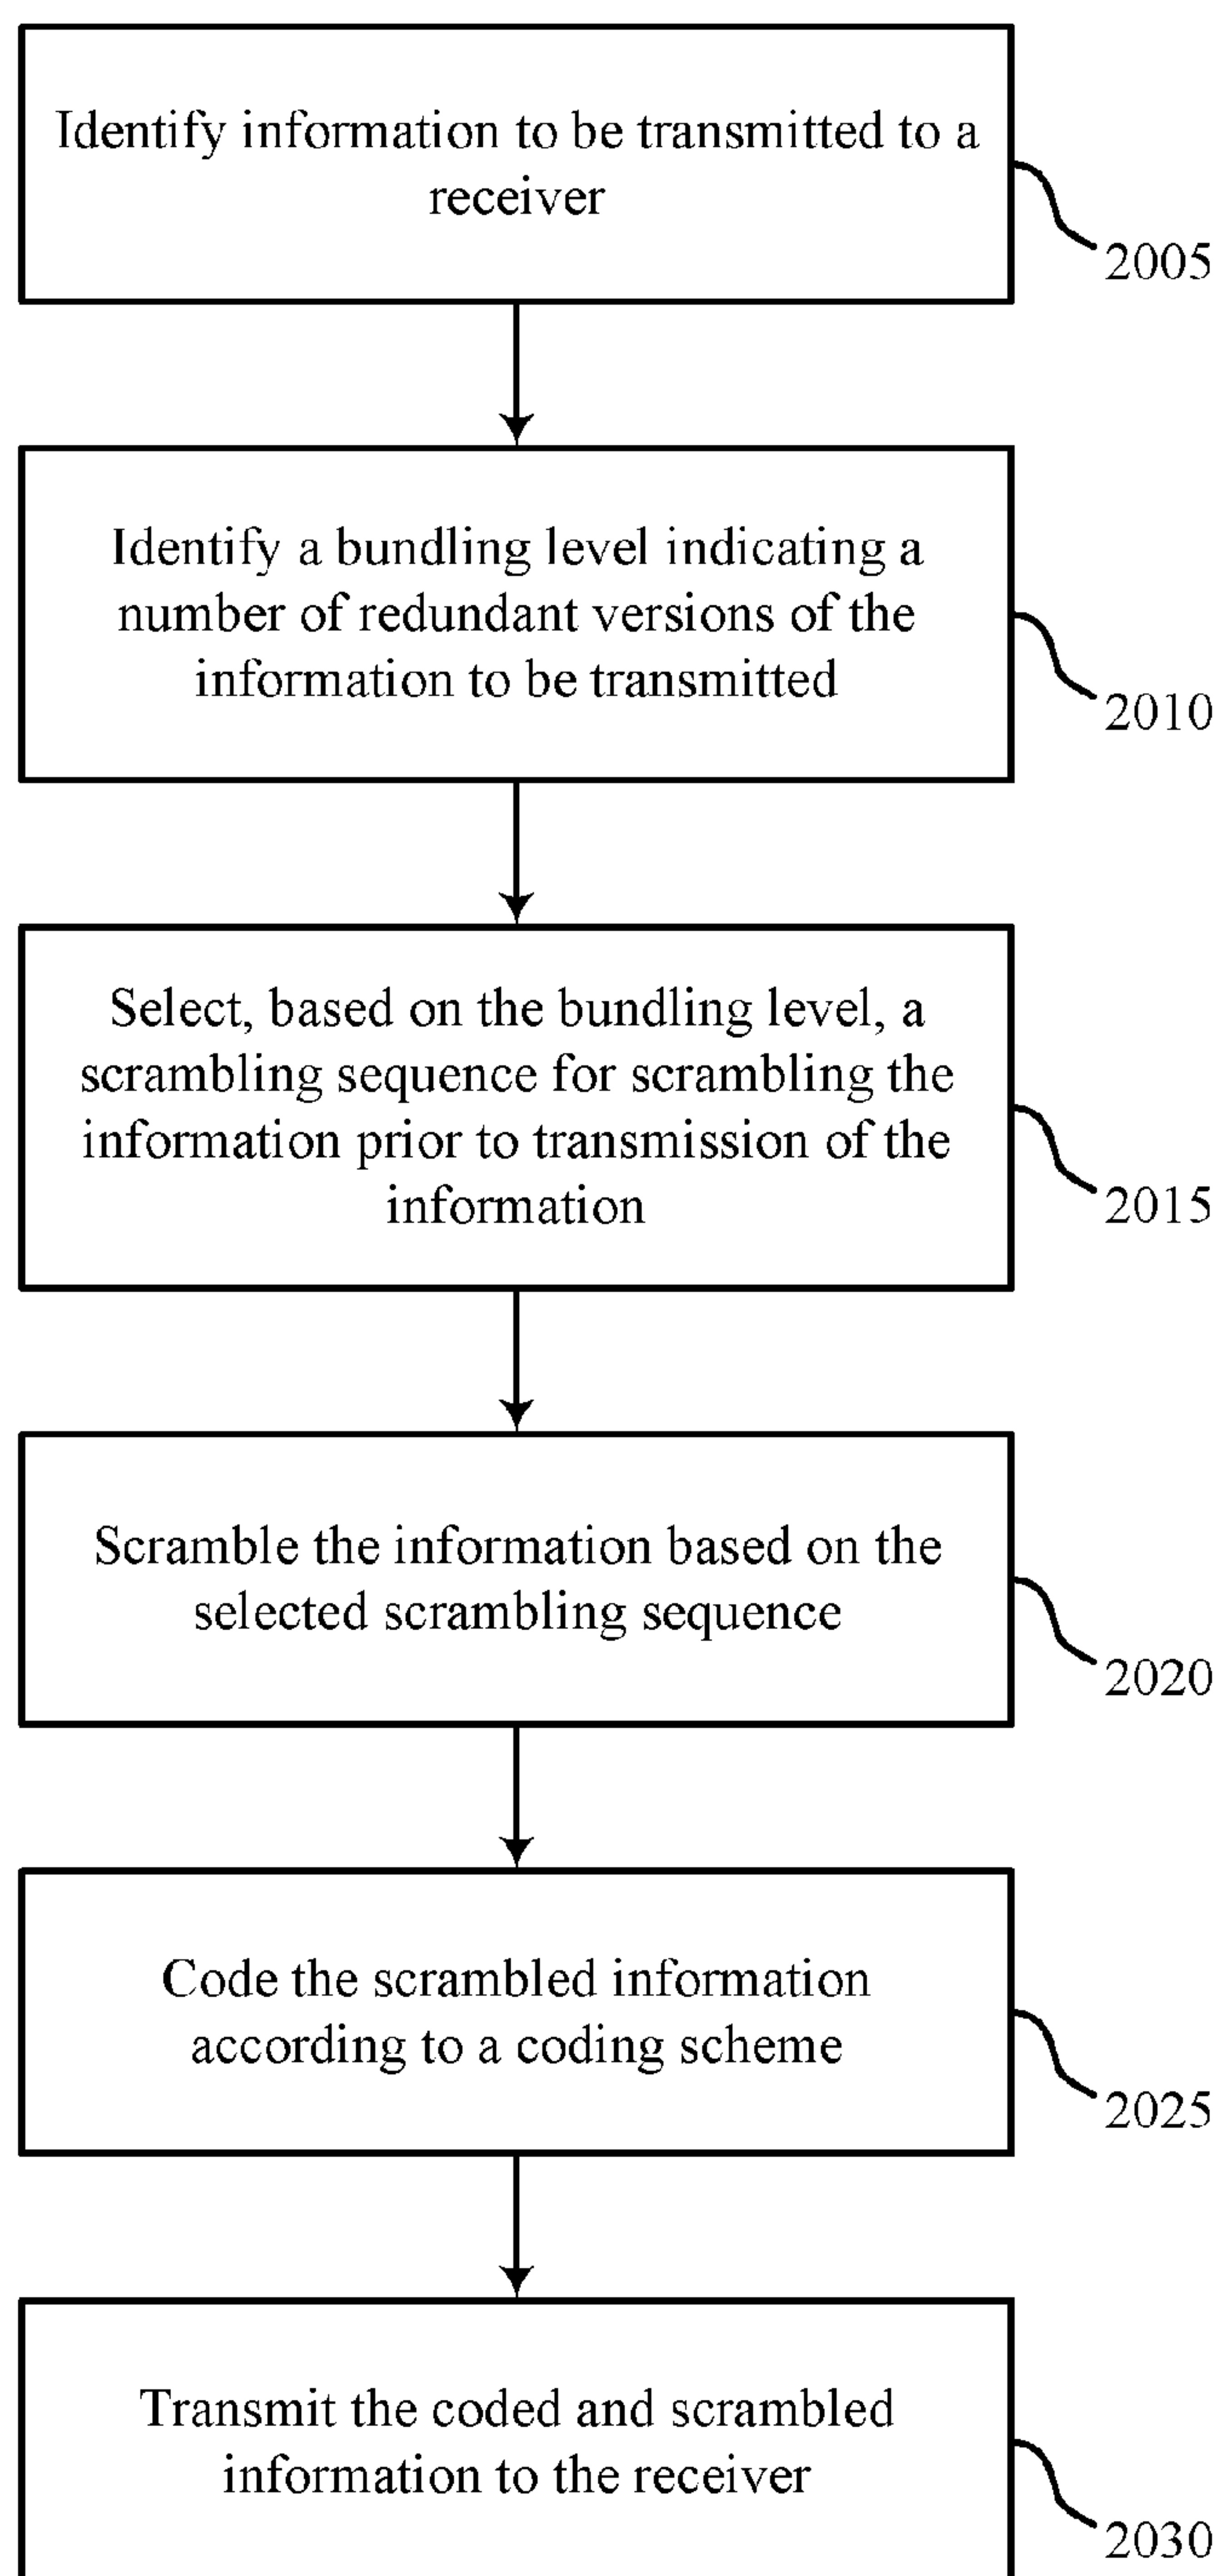 Identify information to be transmitted to a
receiver
2005
Identify a bundling level indicating a
number of redundant versions of the
information to be transmitted
2010
Select, based on the bundling level, a
scrambling sequence for scrambling the
information prior to transmission of the
information
2015
Scramble the information based on the
selected scrambling sequence
2020
Code the scrambled information
according to a coding scheme
2025
Transmit the coded and scrambled
information to the receiver
2030